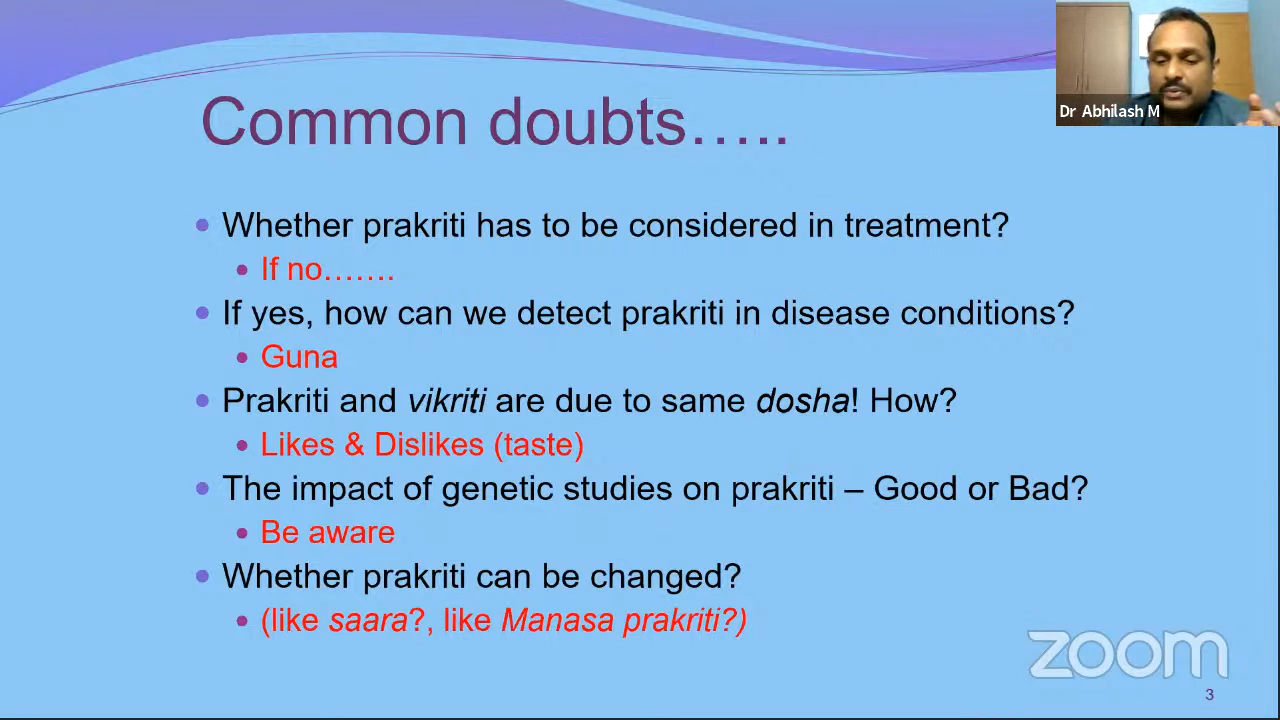 Dr Abhilash M
Common doubts…..
• Whether prakriti has to be considered in treatment?
• If no…….
• If yes, how can we detect prakriti in disease conditions?
• Guna
• Prakriti and vikriti are due to same dosha! How?
• Likes & Dislikes (taste)
• The impact of genetic studies on prakriti – Good or Bad?
• Be aware
• Whether prakriti can be changed?
• (like saara?, like Manasa prakriti?)
zoom
3